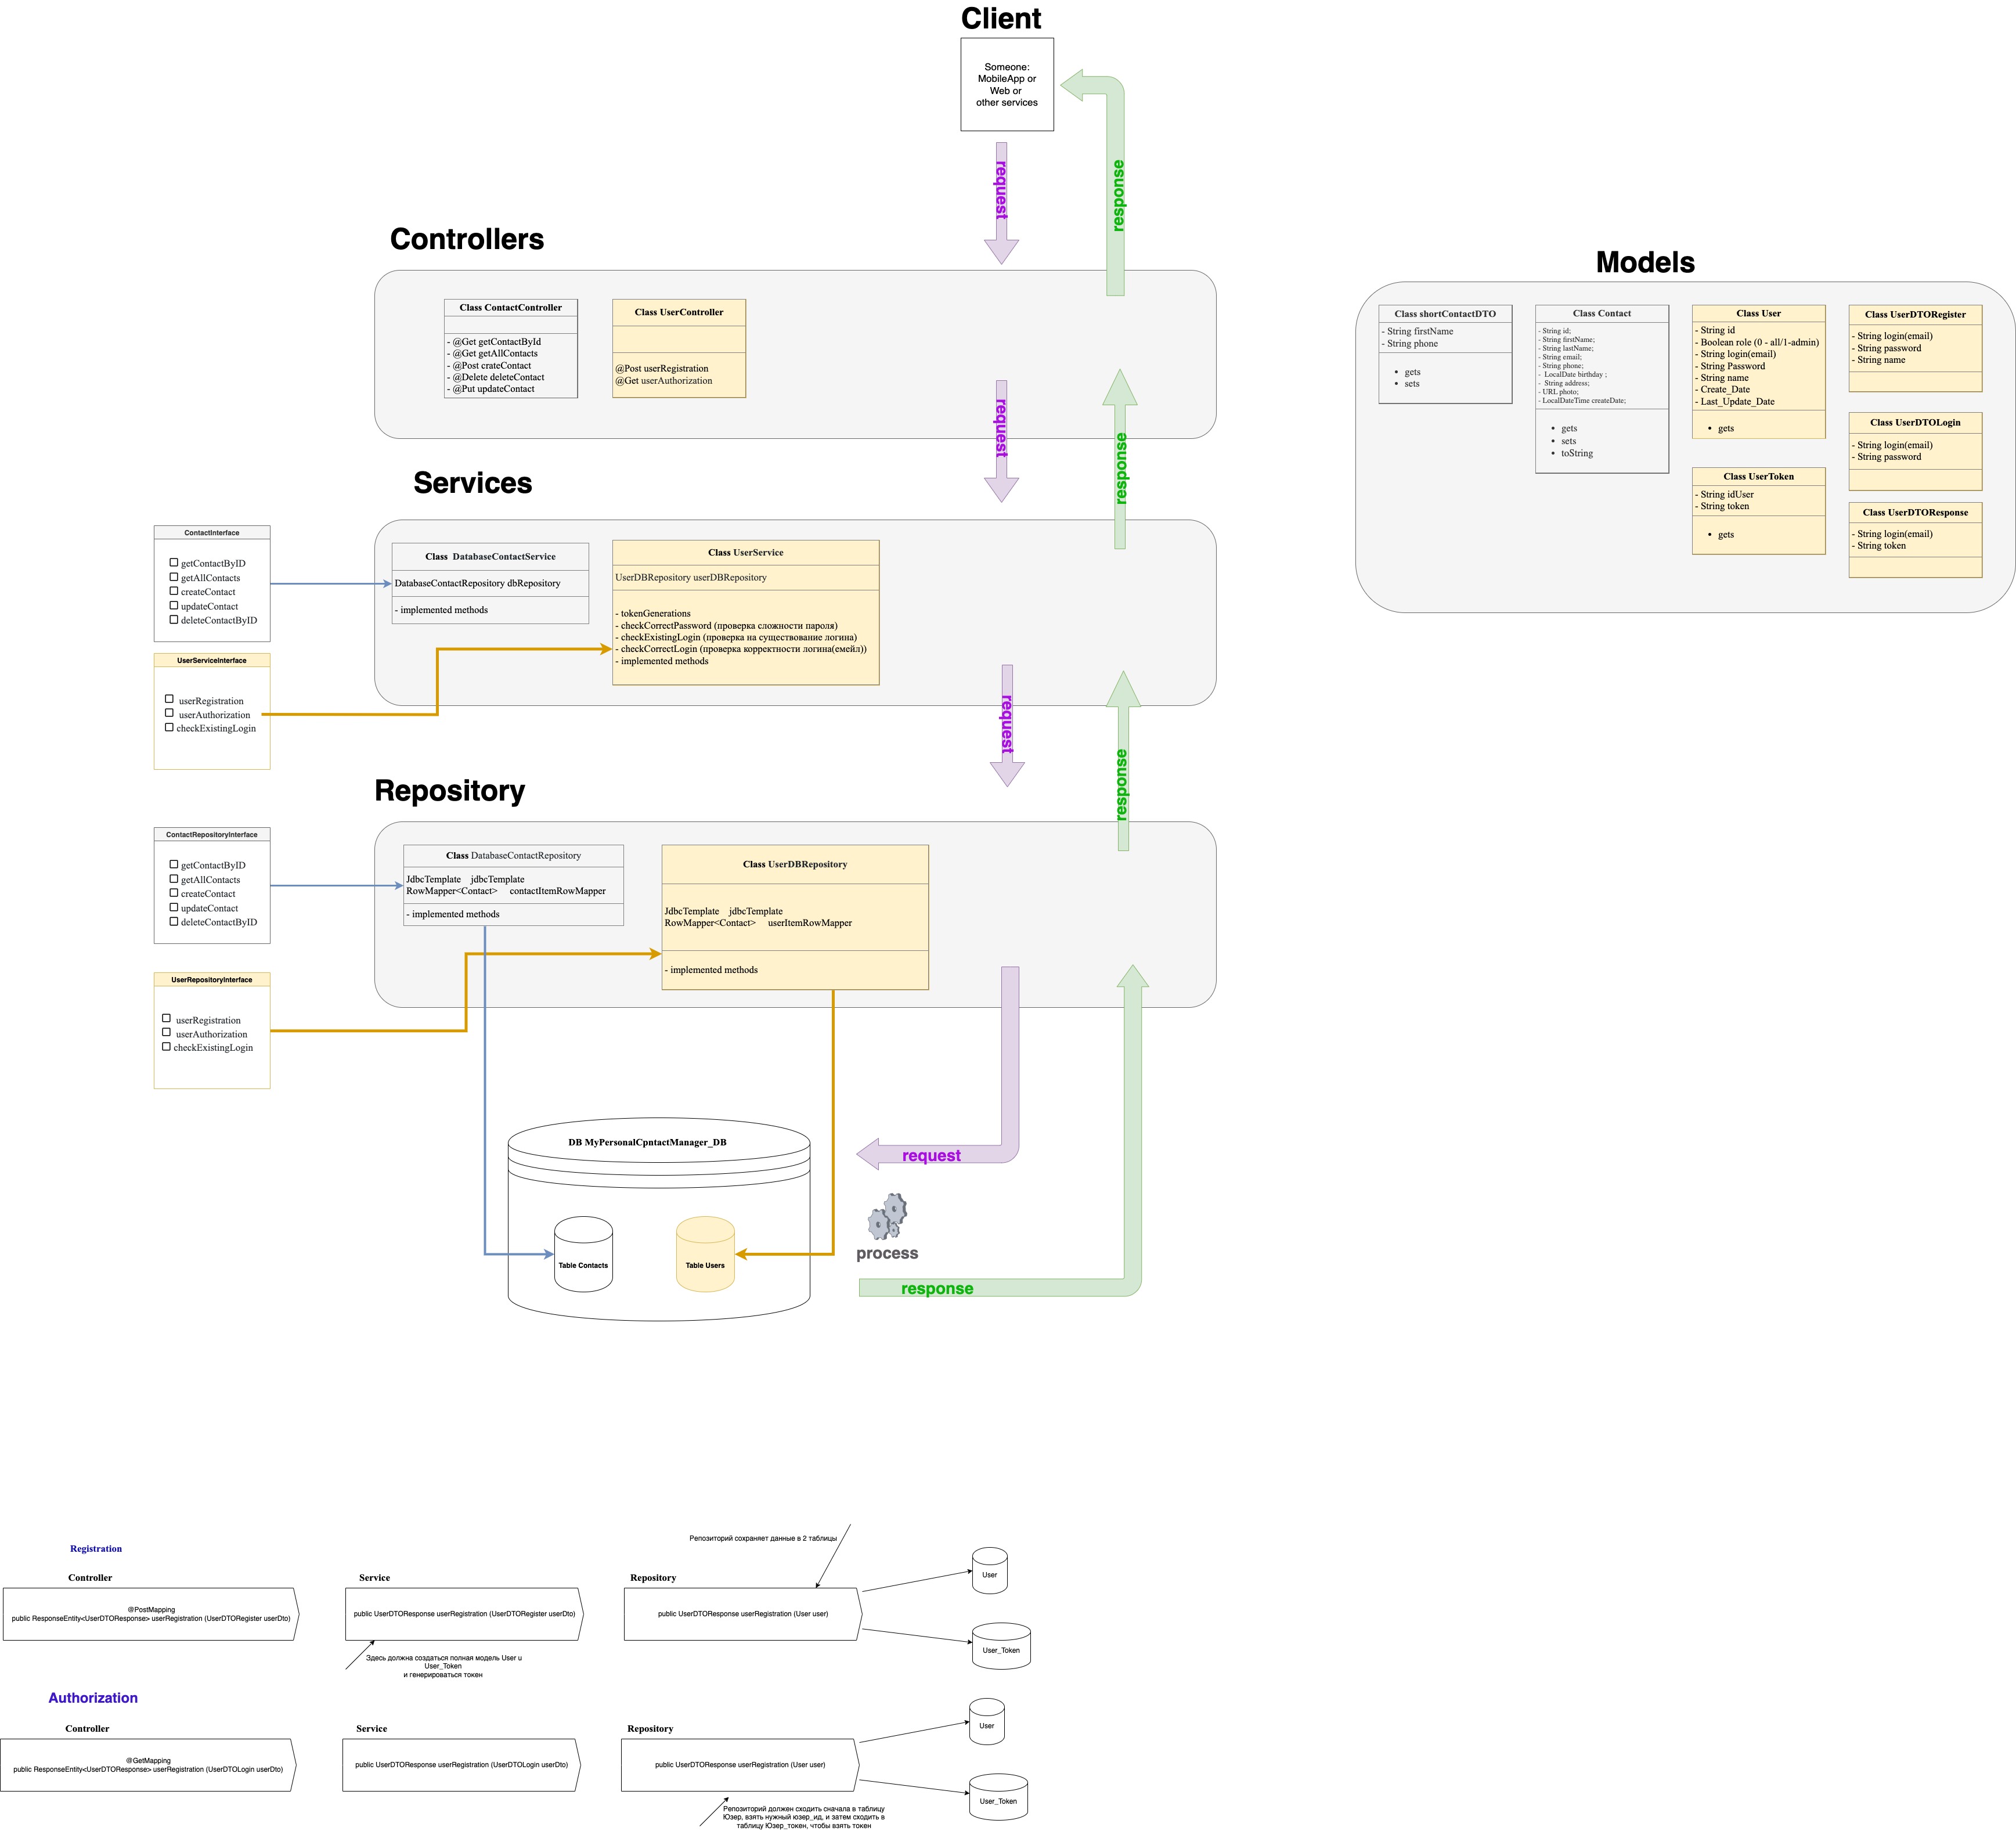 Client
Someone:
MobileApp or
Web or
other services
request
response
Controllers
Class ContactController
- @Get getContactById
- @Get getAllContacts
- @Post crateContact
- @Delete deleteContact
- @Put updateContact
Class UserController
@Post userRegistration
@Get userAuthorization
request
response
Models
Class shortContactDTO
- String firstName
- String phone
• gets
• sets
Class Contact
- String id;
- String firstName;
- String lastName;
- String email;
- String phone;
- LocalDate birthday ;
- String address;
- URL photo;
- LocalDateTime createDate;
• gets
• sets
• toString
Class User
- String id
- Boolean role (0 - all/1-admin)
- String login(email)
- String Password
- String name
- Create_Date
- Last_Update_Date
• gets
Class UserToken
- String idUser
- String token
• gets
Class UserDTORegister
- String login(email)
- String password
- String name
Class UserDTOLogin
- String login(email)
- String password
Class UserDTOResponse
- String login(email)
- String token
Services
ContactInterface
getContactByID
getAllContacts
createContact
updateContact
deleteContactByID
UserServiceInterface
userRegistration
userAuthorization
checkExistingLogin
Class DatabaseContactService
DatabaseContactRepository dbRepository
- implemented methods
Class UserService
UserDBRepository userDBRepository
- tokenGenerations
- checkCorrectPassword (проверка сложности пароля)
- checkExistingLogin (проверка на существование логина)
- checkCorrectLogin (проверка корректности логина(емейл))
- implemented methods
request
response
Repository
ContactRepositoryInterface
getContactByID
getAllContacts
createContact
updateContact
deleteContactByID
UserRepositoryInterface
userRegistration
userAuthorization
checkExistingLogin
Class DatabaseContactRepository
JdbcTemplate jdbcTemplate
RowMapper<Contact> contactItemRowMapper
- implemented methods
Class UserDBRepository
JdbcTemplate jdbcTemplate
RowMapper<Contact> userItemRowMapper
- implemented methods
DB MyPersonalCpntactManager_DB
Table Contacts
Table Users
request
process
response
Registration
Controller
@PostMapping
public ResponseEntity<UserDTOResponse> userRegistration (UserDTORegister userDto)
Service
public UserDTOResponse userRegistration (UserDTORegister userDto)
Здесь должна создаться полная модель User и
User_Token
и генерироваться токен
Репозиторий сохраняет данные в 2 таблицы
Repository
public UserDTOResponse userRegistration (User user)
User
User_Token
Authorization
Controller
@GetMapping
public ResponseEntity<UserDTOResponse> userRegistration (UserDTOLogin userDto)
Service
public UserDTOResponse userRegistration (UserDTOLogin userDto)
Repository
public UserDTOResponse userRegistration (User user)
Репозиторий должен сходить сначала в таблицу
Юзер, взять нужный юзер_ид, и затем сходить в
таблицу Юзер_токен, чтобы взять токен
User
User_Token